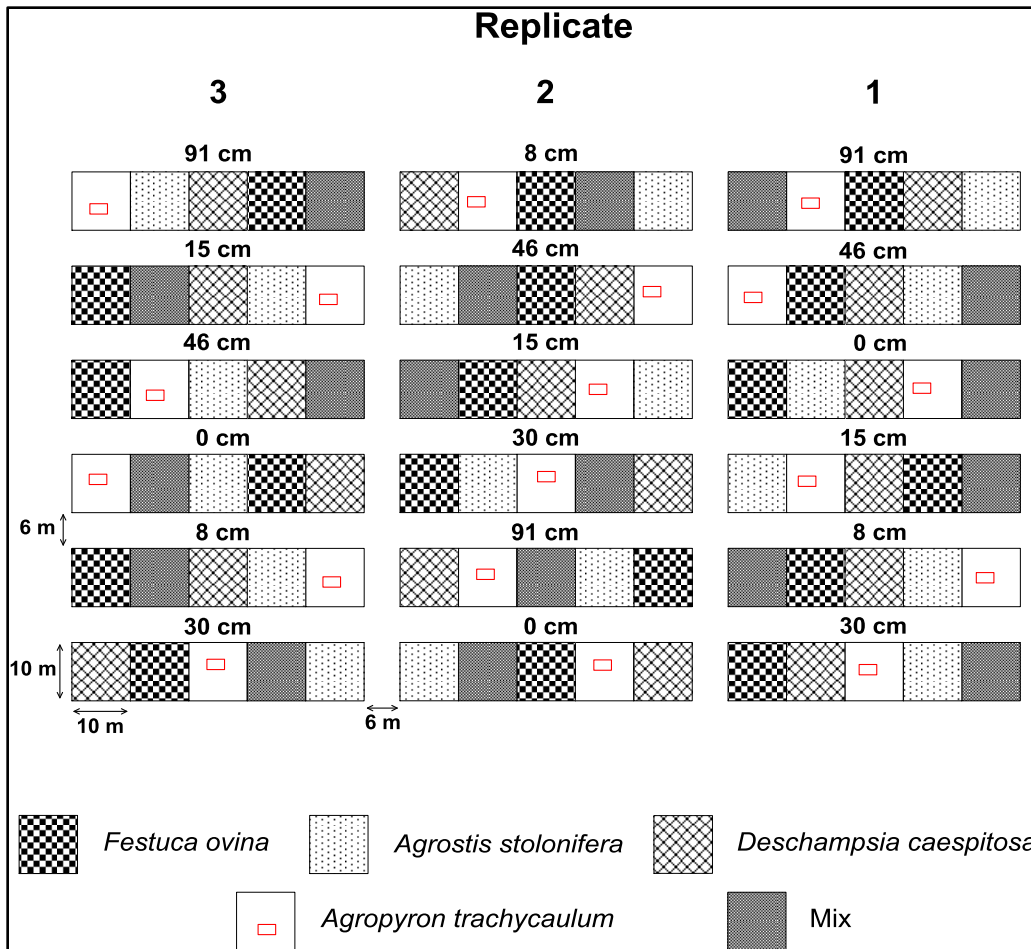 Replicate
3 2 1
91 cm 8 cm 91 cm
15 cm 46 cm 46 cm
46 cm 15 cm 0 cm
0 cm 30 cm 15 cm
6 m
8 cm 91 cm 8 cm
30 cm 0 cm 30 cm
10 m
10 m 6 m
Festuca ovina Agrostis stolonifera Deschampsia caespitosa
Agropyron trachycaulum Mix